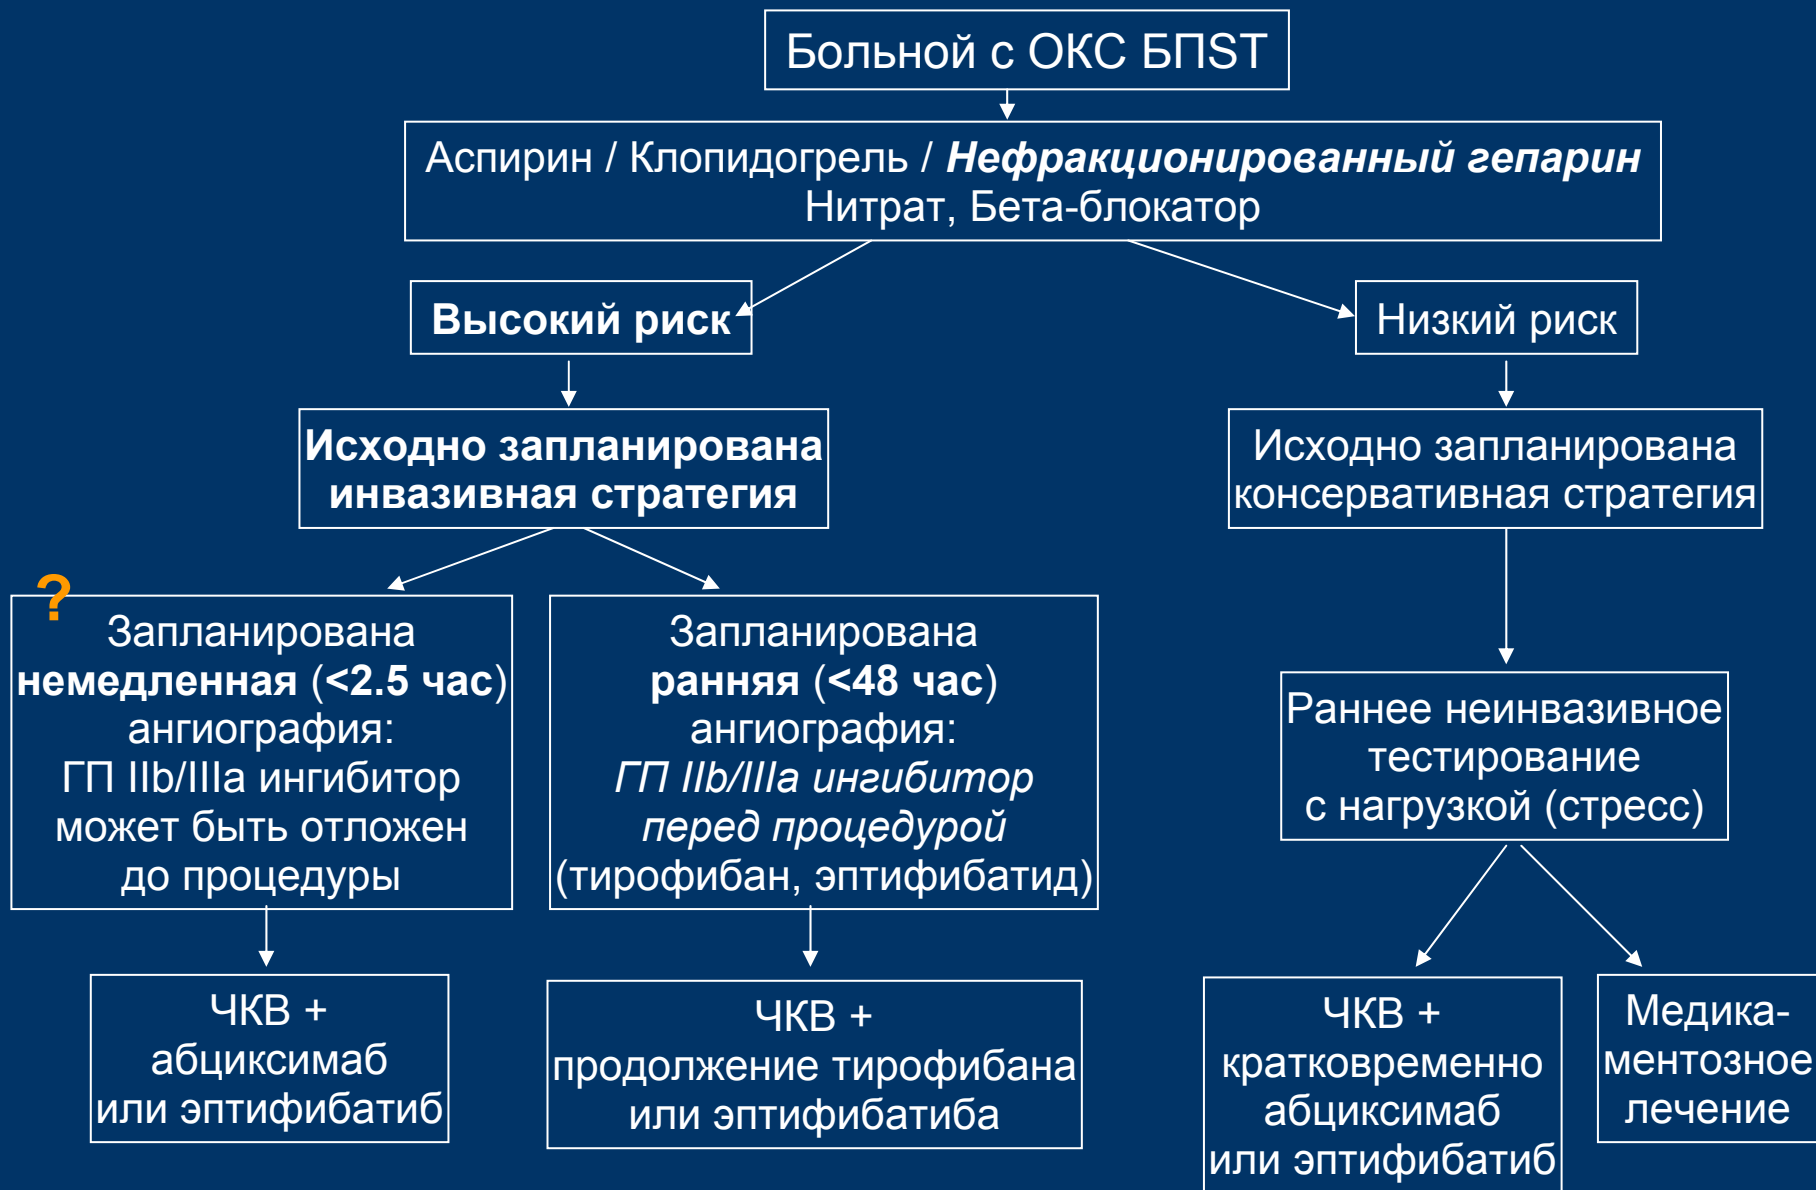 Больной с ОКС БПST
Аспирин / Клопидогрель / Нефракционированный гепарин
Нитрат, Бета-блокатор
Высокий риск
Низкий риск
Исходно запланирована
инвазивная стратегия
Исходно запланирована
консервативная стратегия
?
Запланирована
немедленная (<2.5 час)
ангиография:
ГП IIb/IIIa ингибитор
может быть отложен
до процедуры
Запланирована
ранняя (<48 час)
ангиография:
ГП IIb/IIIa ингибитор
перед процедурой
(тирофибан, эптифибатид)
Раннее неинвазивное
тестирование
с нагрузкой (стресс)
ЧКВ +
абциксимаб
или эптифибатиб
ЧКВ +
продолжение тирофибана
или эптифибатиба
ЧКВ +
кратковременно
абциксимаб
или эптифибатиб
Медика-
ментозное
лечение